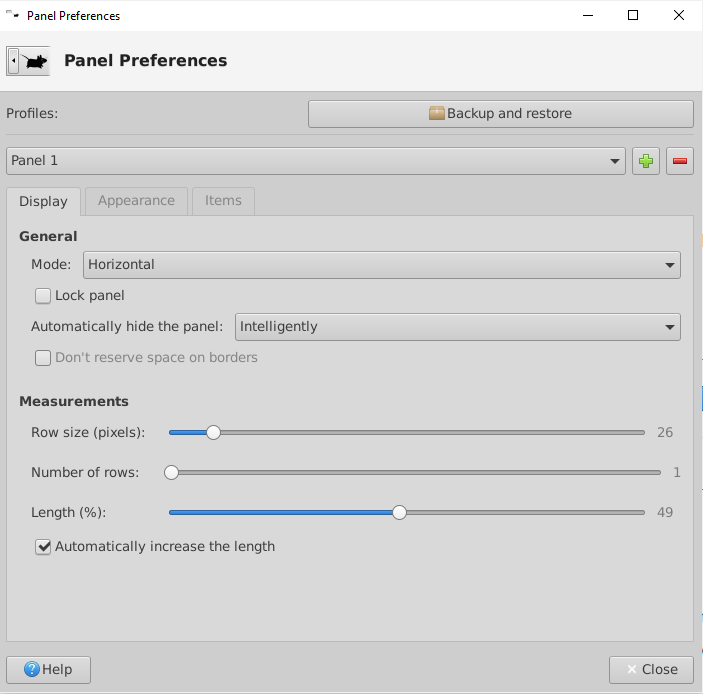 Panel Preferences
Panel Preferences
Profiles:
Backup and restore
Panel 1
Display Appearance Items
General
Mode: Horizontal
Lock panel
Automatically hide the panel: Intelligently
Don't reserve space on borders
Measurements
Row size (pixels): 26
Number of rows: 1
Length (%): 49
Automatically increase the length
Help Close